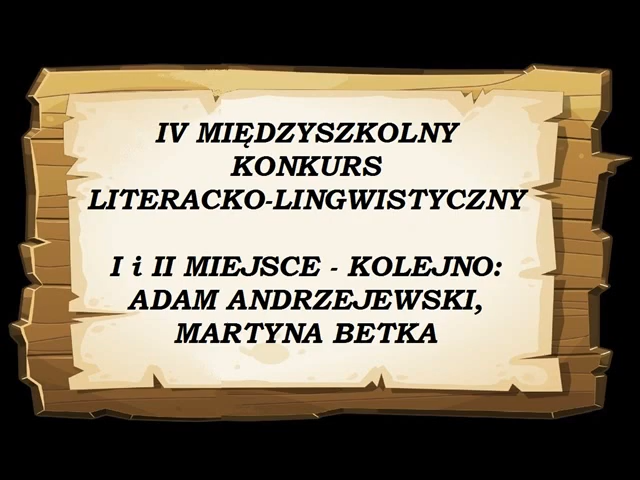 IV MIĘDZYSZKOLNY
KONKURS
LITERACKO-LINGWISTYCZNY
I i II MIEJSCE - KOLEJNO:
ADAM ANDRZEJEWSKI,
MARTYNA BETKA